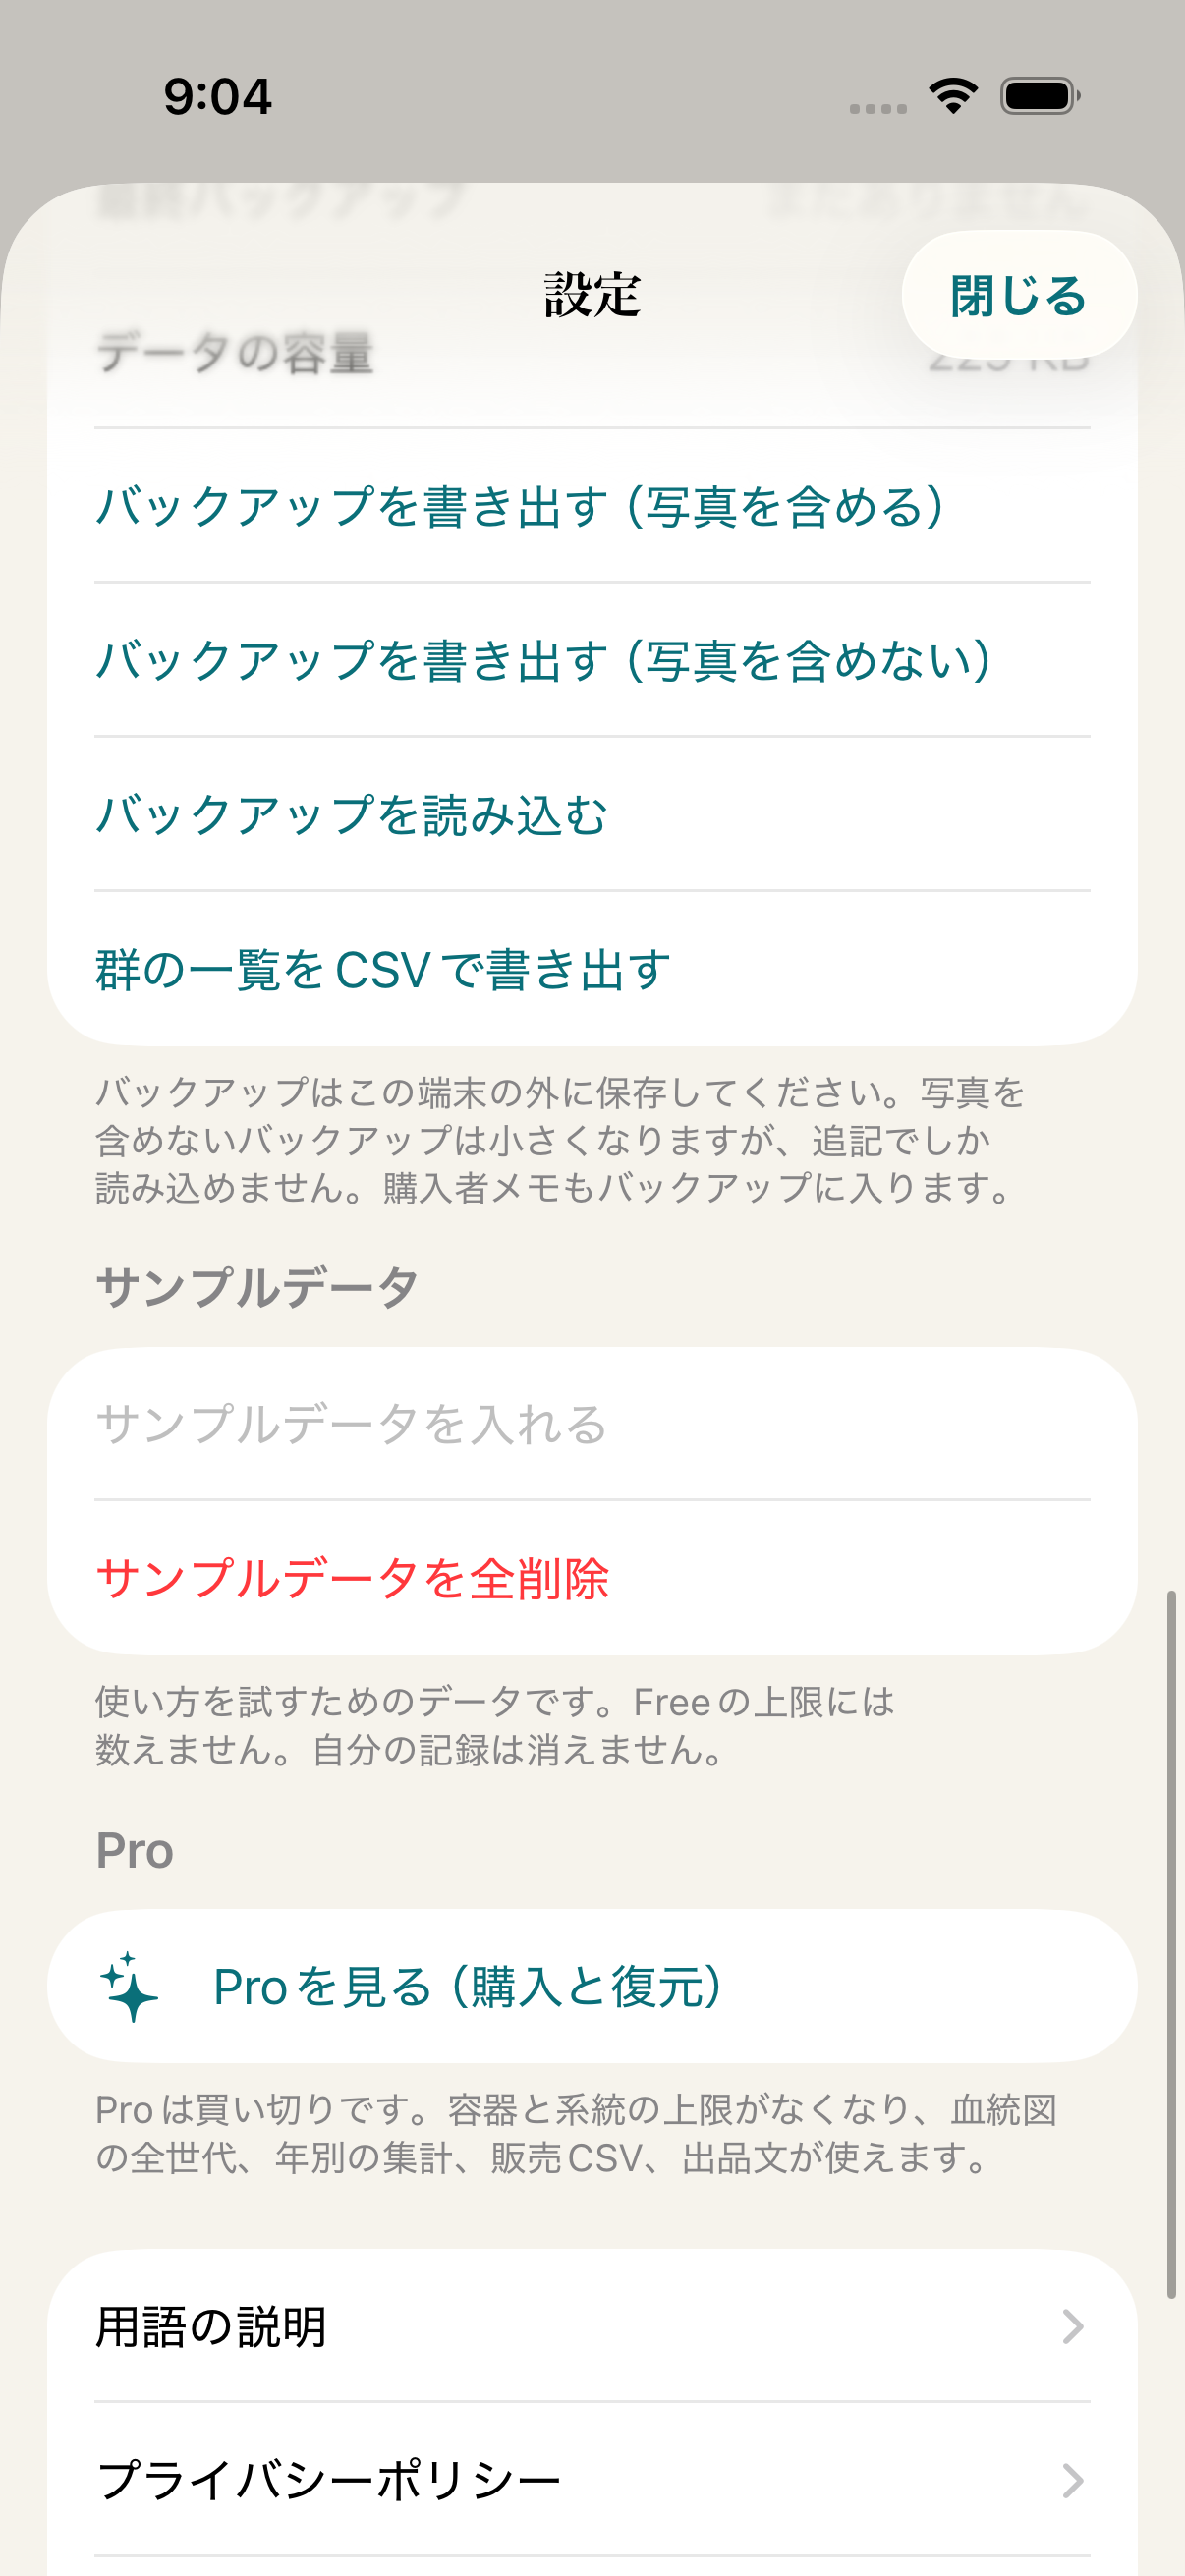 9:04
最終バックアップ
まだありません
設定
閉じる
データの容量
バックアップを書き出す（写真を含める）
バックアップを書き出す（写真を含めない）
バックアップを読み込む
群の一覧をCSVで書き出す
バックアップはこの端末の外に保存してください。写真を
含めないバックアップは小さくなりますが、追記でしか
読み込めません。購入者メモもバックアップに入ります。
サンプルデータ
サンプルデータを入れる
サンプルデータを全削除
使い方を試すためのデータです。Freeの上限には
数えません。自分の記録は消えません。
Pro
Proを見る（購入と復元）
Proは買い切りです。容器と系統の上限がなくなり、血統図
の全世代、年別の集計、販売CSV、出品文が使えます。
用語の説明
プライバシーポリシー